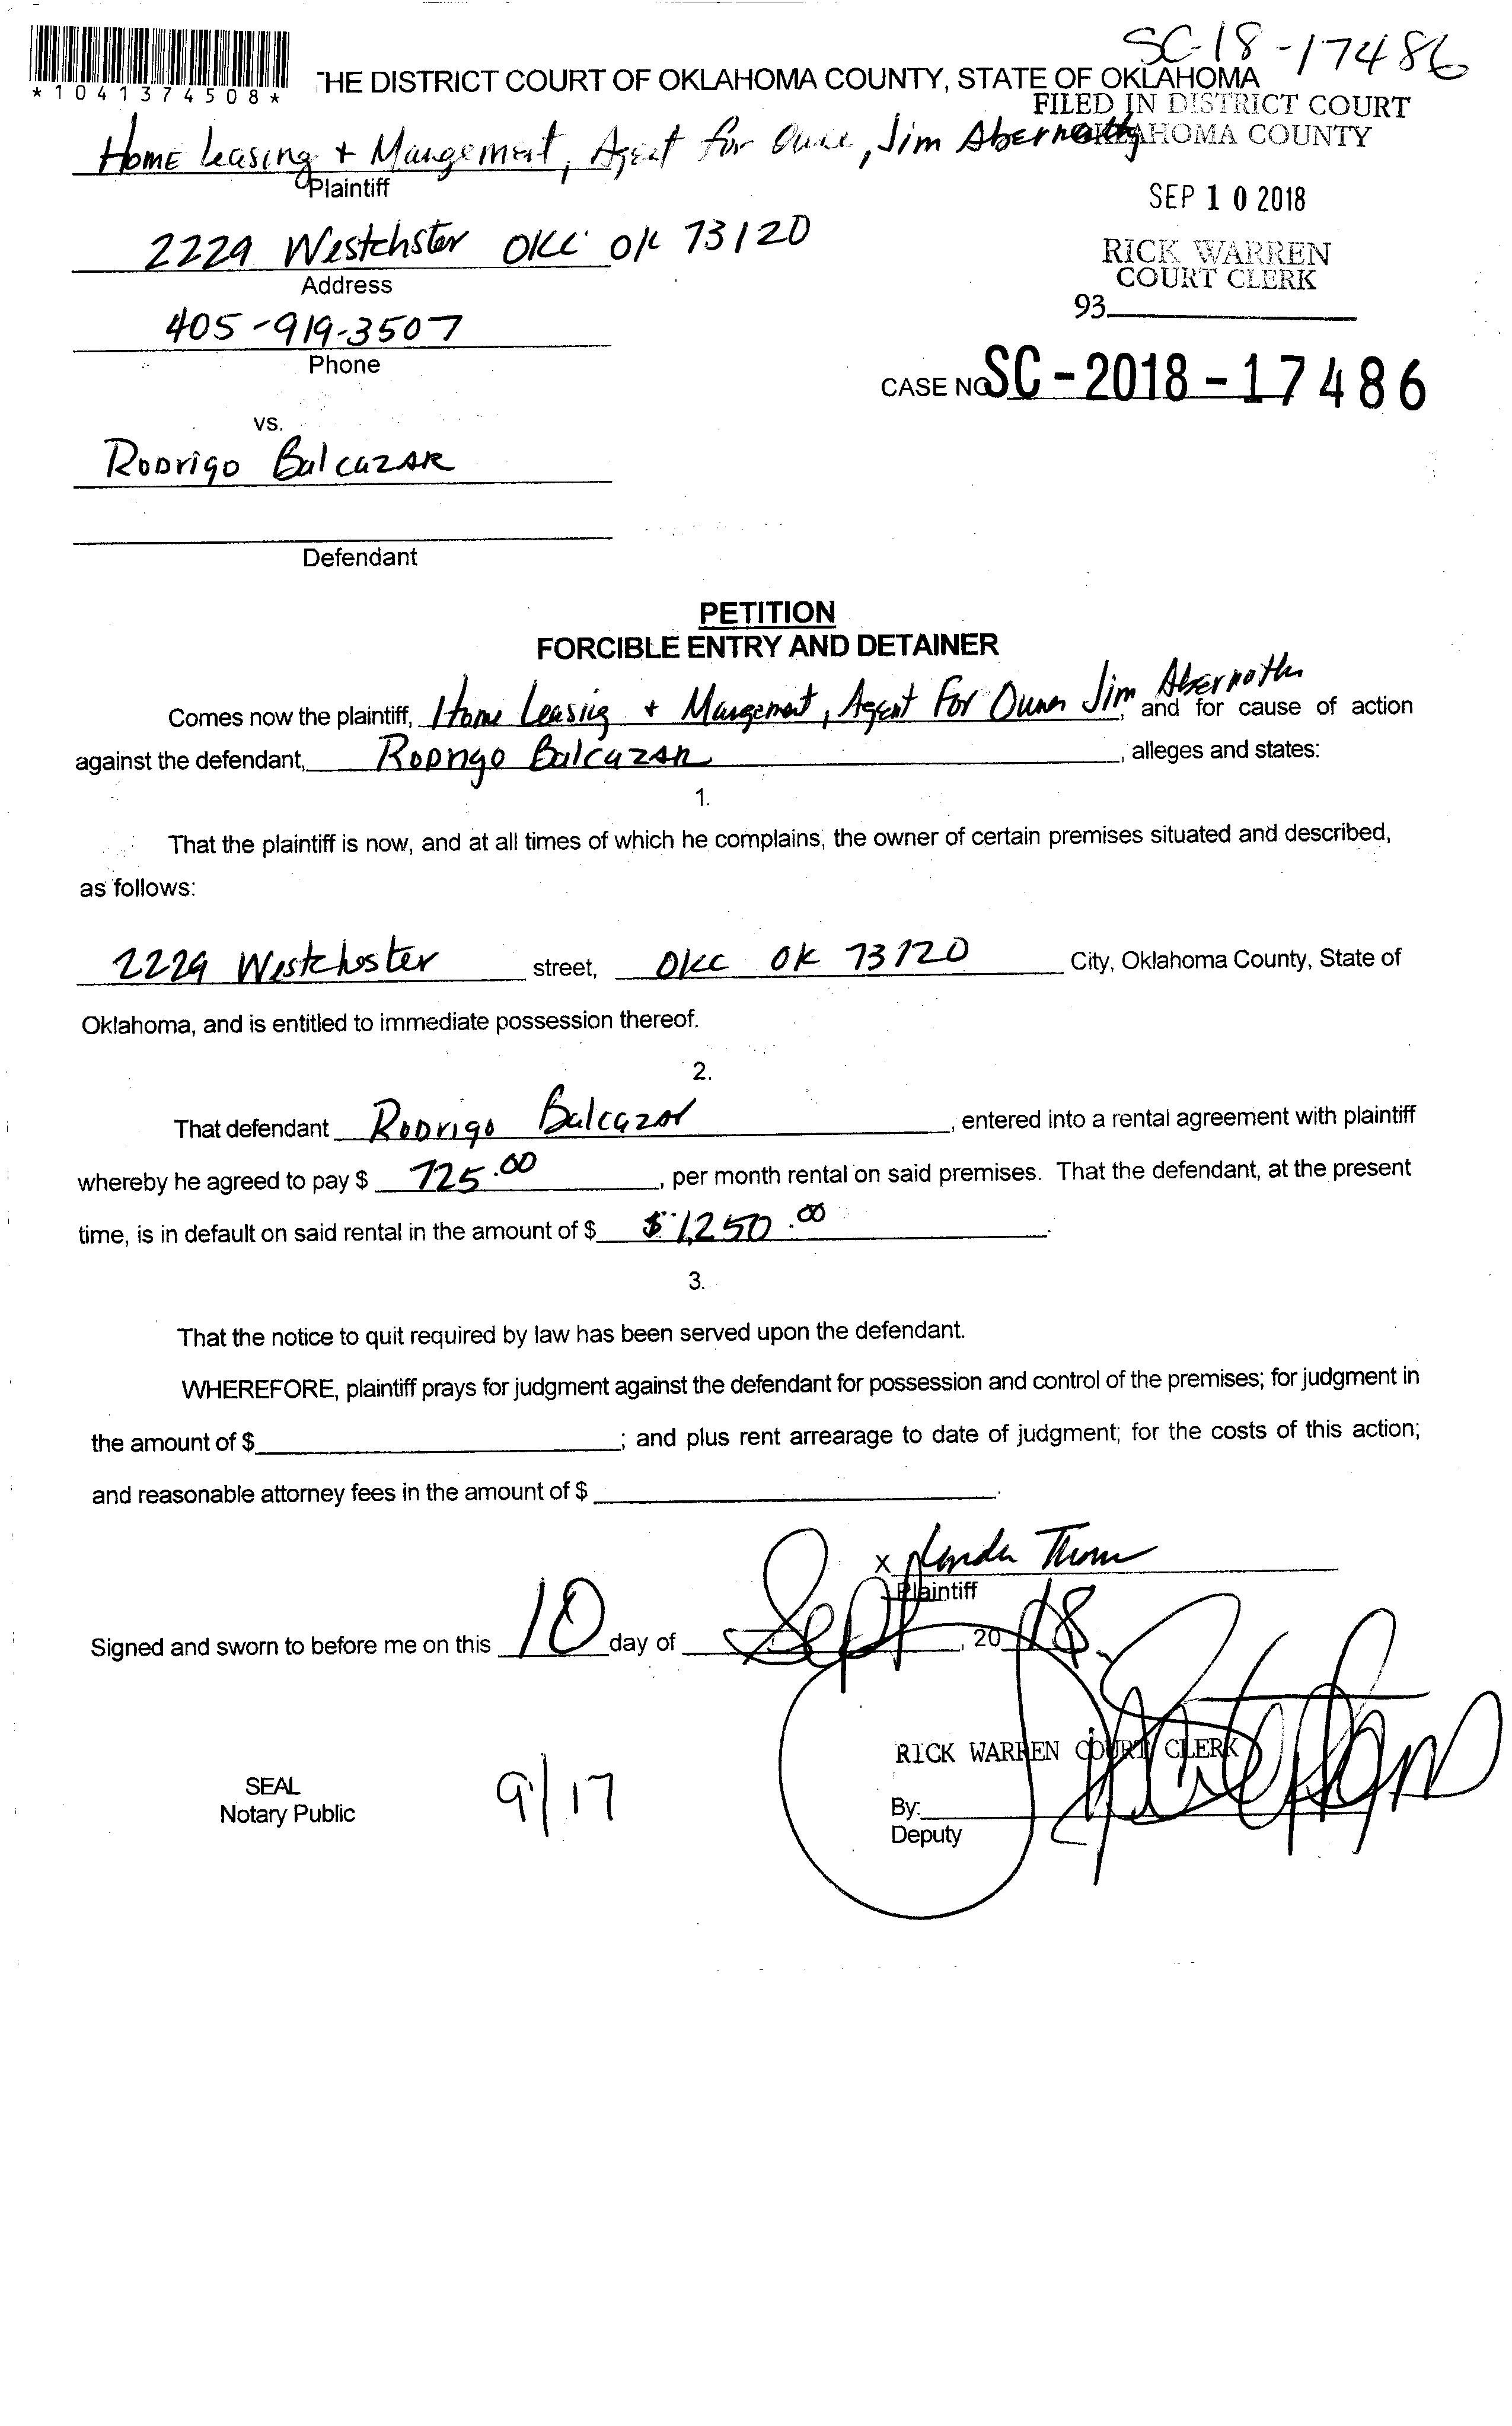 SC-18-17486
*1041374508*
THE DISTRICT COURT OF OKLAHOMA COUNTY, STATE OF OKLAHOMA
FILED IN DISTRICT COURT
OKLAHOMA COUNTY
Home Leasing + Mangement, Agent for Owner, Jim Abernathy
Plaintiff
SEP 10 2018
2229 Westchster OKC OK 73120
Address
RICK WARREN
COURT CLERK
93
405-919-3507
Phone
CASE NO SC-2018-17486
vs.
Rodrigo Balcazar
Defendant
PETITION
FORCIBLE ENTRY AND DETAINER
Comes now the plaintiff, Home Leasing + Mangement, Agent For Owner Jim Abernathy, and for cause of action
against the defendant, Rodrigo Balcazar, alleges and states:
1.
That the plaintiff is now, and at all times of which he complains, the owner of certain premises situated and described,
as follows:
2229 Westchester street, OKC OK 73120 City, Oklahoma County, State of
Oklahoma, and is entitled to immediate possession thereof.
2.
That defendant Rodrigo Balcazar, entered into a rental agreement with plaintiff
whereby he agreed to pay $ 725.00, per month rental on said premises. That the defendant, at the present
time, is in default on said rental in the amount of $ $1,250.00.
3.
That the notice to quit required by law has been served upon the defendant.
WHEREFORE, plaintiff prays for judgment against the defendant for possession and control of the premises; for judgment in
the amount of $; and plus rent arrearage to date of judgment; for the costs of this action;
and reasonable attorney fees in the amount of $.
x
Plaintiff
Signed and sworn to before me on this 10 day of Sept, 2018.
RICK WARREN COURT CLERK
SEAL
Notary Public
9/17
By:
Deputy